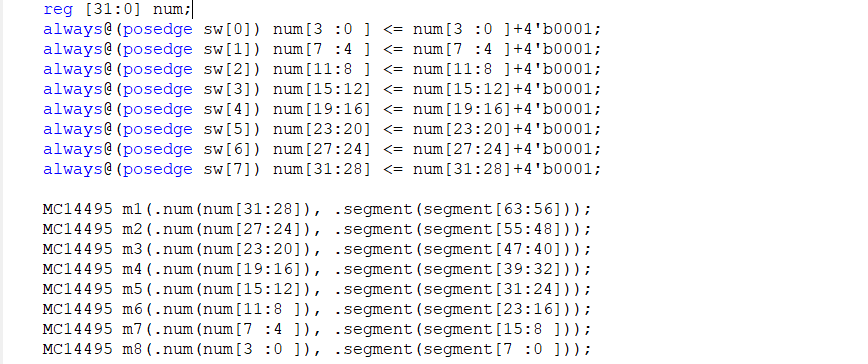 reg [31:0] num;
always@(posedge sw[0]) num[3 :0 ] <= num[3 :0 ]+4'b0001;
always@(posedge sw[1]) num[7 :4 ] <= num[7 :4 ]+4'b0001;
always@(posedge sw[2]) num[11:8 ] <= num[11:8 ]+4'b0001;
always@(posedge sw[3]) num[15:12] <= num[15:12]+4'b0001;
always@(posedge sw[4]) num[19:16] <= num[19:16]+4'b0001;
always@(posedge sw[5]) num[23:20] <= num[23:20]+4'b0001;
always@(posedge sw[6]) num[27:24] <= num[27:24]+4'b0001;
always@(posedge sw[7]) num[31:28] <= num[31:28]+4'b0001;

MC14495 m1(.num(num[31:28]), .segment(segment[63:56]));
MC14495 m2(.num(num[27:24]), .segment(segment[55:48]));
MC14495 m3(.num(num[23:20]), .segment(segment[47:40]));
MC14495 m4(.num(num[19:16]), .segment(segment[39:32]));
MC14495 m5(.num(num[15:12]), .segment(segment[31:24]));
MC14495 m6(.num(num[11:8 ]), .segment(segment[23:16]));
MC14495 m7(.num(num[7 :4 ]), .segment(segment[15:8 ]));
MC14495 m8(.num(num[3 :0 ]), .segment(segment[7 :0 ]));